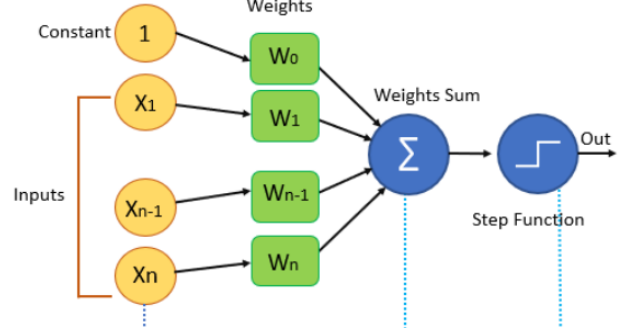 Weights
Constant
1
W₀
X₁
W₁
Weights Sum
Σ
Out
Inputs
Xn-1
Wn-1
Step Function
Xn
Wn